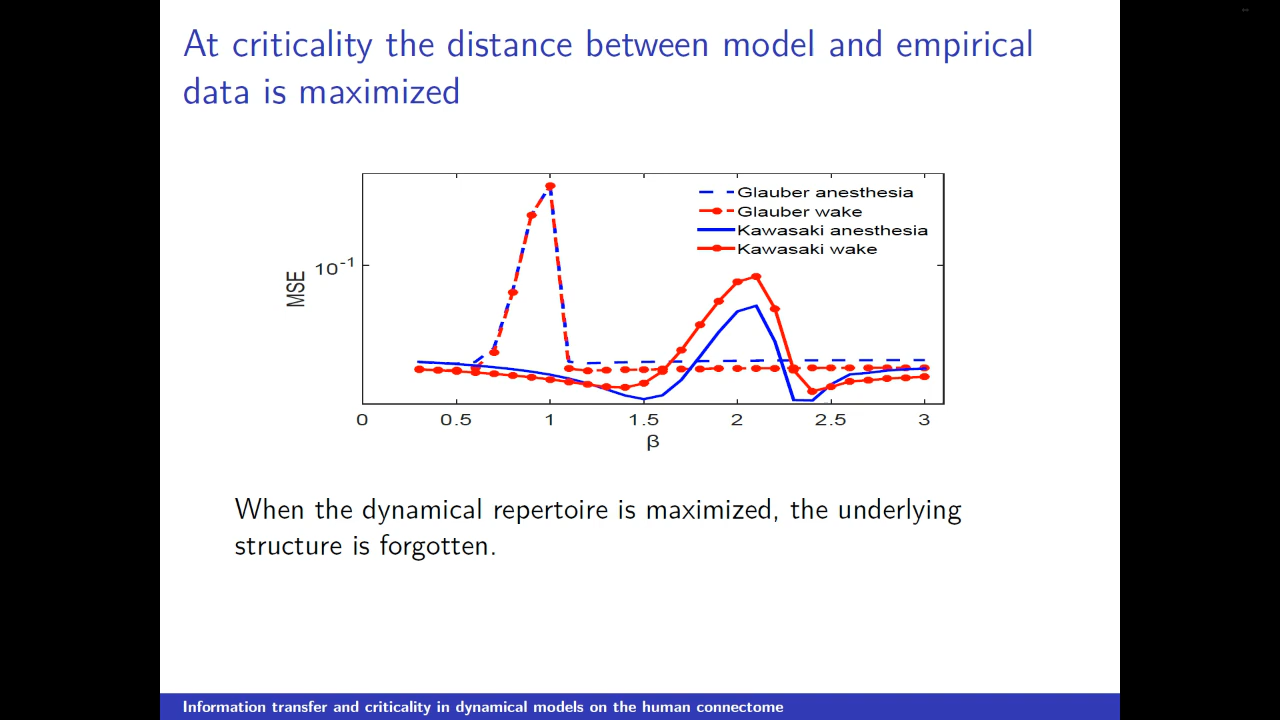 At criticality the distance between model and empirical
data is maximized
Glauber anesthesia
Glauber wake
Kawasaki anesthesia
Kawasaki wake
10⁻¹
MSE
0 0.5 1 1.5 2 2.5 3
β
When the dynamical repertoire is maximized, the underlying
structure is forgotten.
Information transfer and criticality in dynamical models on the human connectome